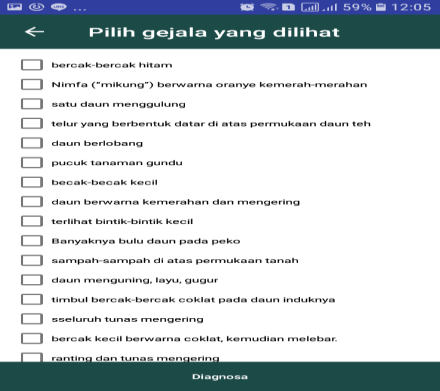 ... 59% 12:05
Pilih gejala yang dilihat
bercak-bercak hitam
Nimfa ("mikung") berwarna oranye kemerah-merahan
satu daun menggulung
telur yang berbentuk datar di atas permukaan daun teh
daun berlobang
pucuk tanaman gundu
becak-becak kecil
daun berwarna kemerahan dan mengering
terlihat bintik-bintik kecil
Banyaknya bulu daun pada peko
sampah-sampah di atas permukaan tanah
daun menguning, layu, gugur
timbul bercak-bercak coklat pada daun induknya
sseluruh tunas mengering
bercak kecil berwarna coklat, kemudian melebar.
ranting dan tunas mengering
Diagnosa